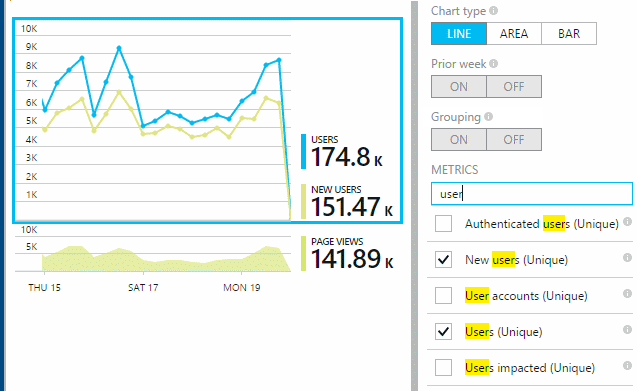 10K
9K
8K
7K
6K
5K
4K
3K
2K
1K
USERS
174.8 K
NEW USERS
151.47 K
10K
5K
PAGE VIEWS
141.89 K
THU 15 SAT 17 MON 19
Chart type
LINE AREA BAR
Prior week
ON OFF
Grouping
ON OFF
METRICS
user
Authenticated users (Unique)
New users (Unique)
User accounts (Unique)
Users (Unique)
Users impacted (Unique)